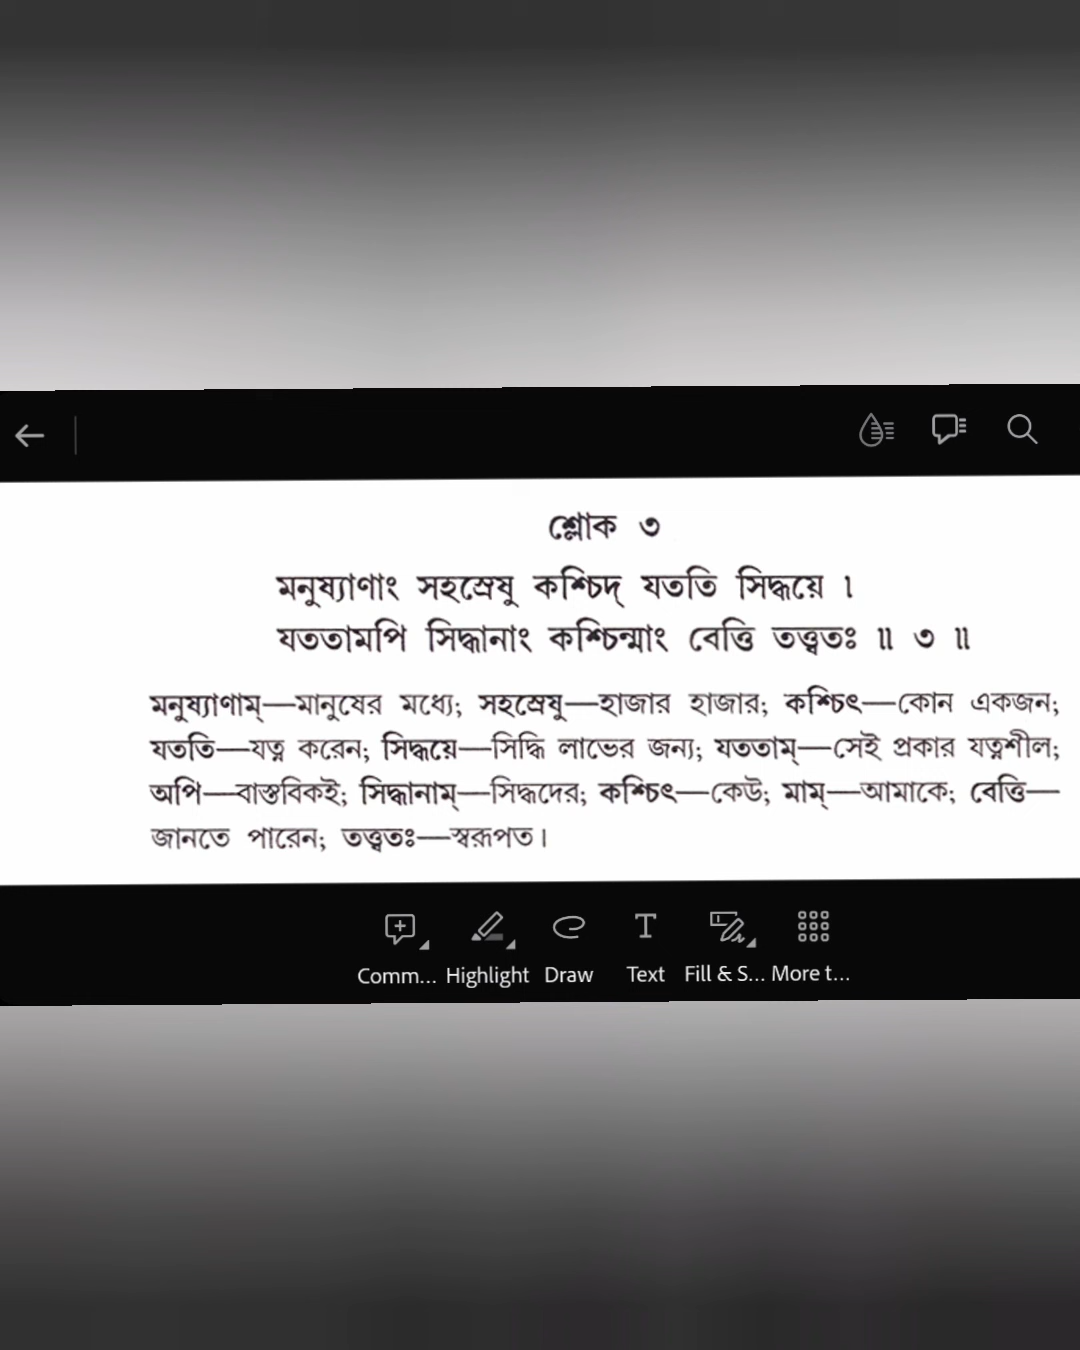 শ্লোক ৩
মনুষ্যাণাং সহস্রেষু কশ্চিদ্ যততি সিদ্ধয়ে ।
যততামপি সিদ্ধানাং কশ্চিন্মাং বেত্তি তত্ত্বতঃ ॥ ৩ ॥
মনুষ্যাণাম্—মানুষের মধ্যে; সহস্রেষু—হাজার হাজার; কশ্চিৎ—কোন একজন;
যততি—যত্ন করেন; সিদ্ধয়ে—সিদ্ধি লাভের জন্য; যততাম্—সেই প্রকার যত্নশীল;
অপি—বাস্তবিকই; সিদ্ধানাম্—সিদ্ধদের; কশ্চিৎ—কেউ; মাম্—আমাকে; বেত্তি—
জানতে পারেন; তত্ত্বতঃ—স্বরূপত।
Comm... Highlight Draw Text Fill & S... More t...